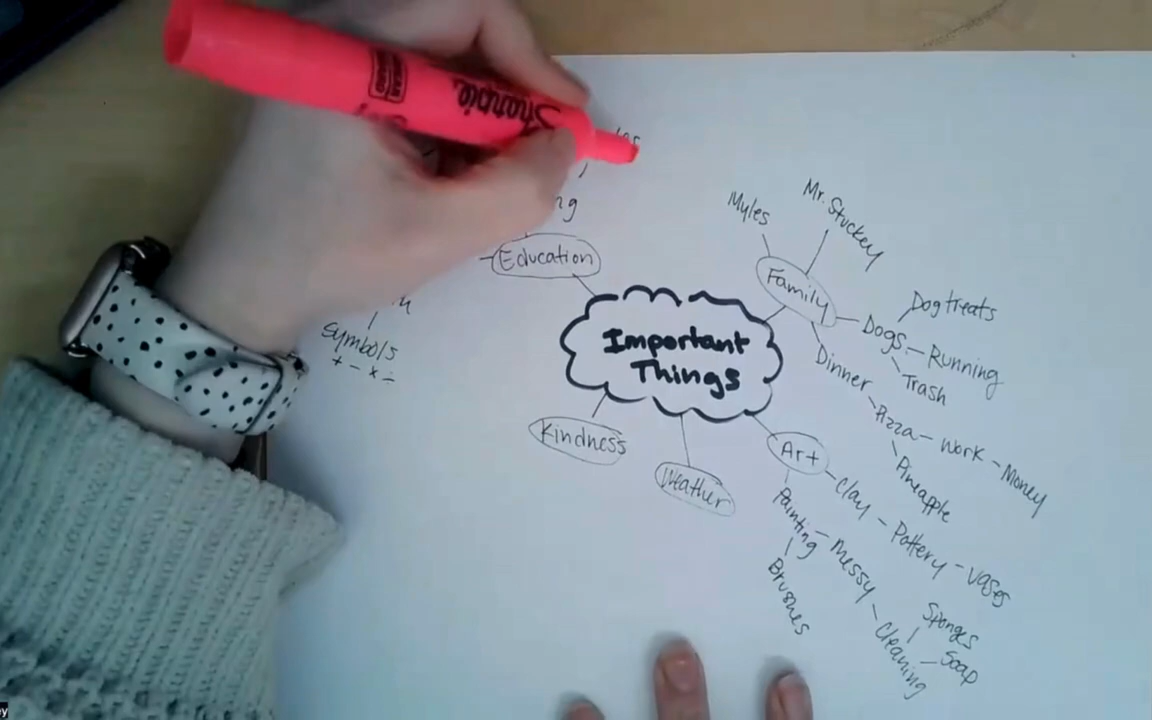 Sharpie
Myles
Mr. Stuckey
Education
Family
Dog treats
Dogs
Running
Trash
Symbols
+ - x ÷
Important
Things
Dinner
Pizza
Work
Money
Pineapple
Kindness
Weather
Art
Clay
Pottery
Vases
Painting
Messy
Brushes
Cleaning
Sponges
Soap